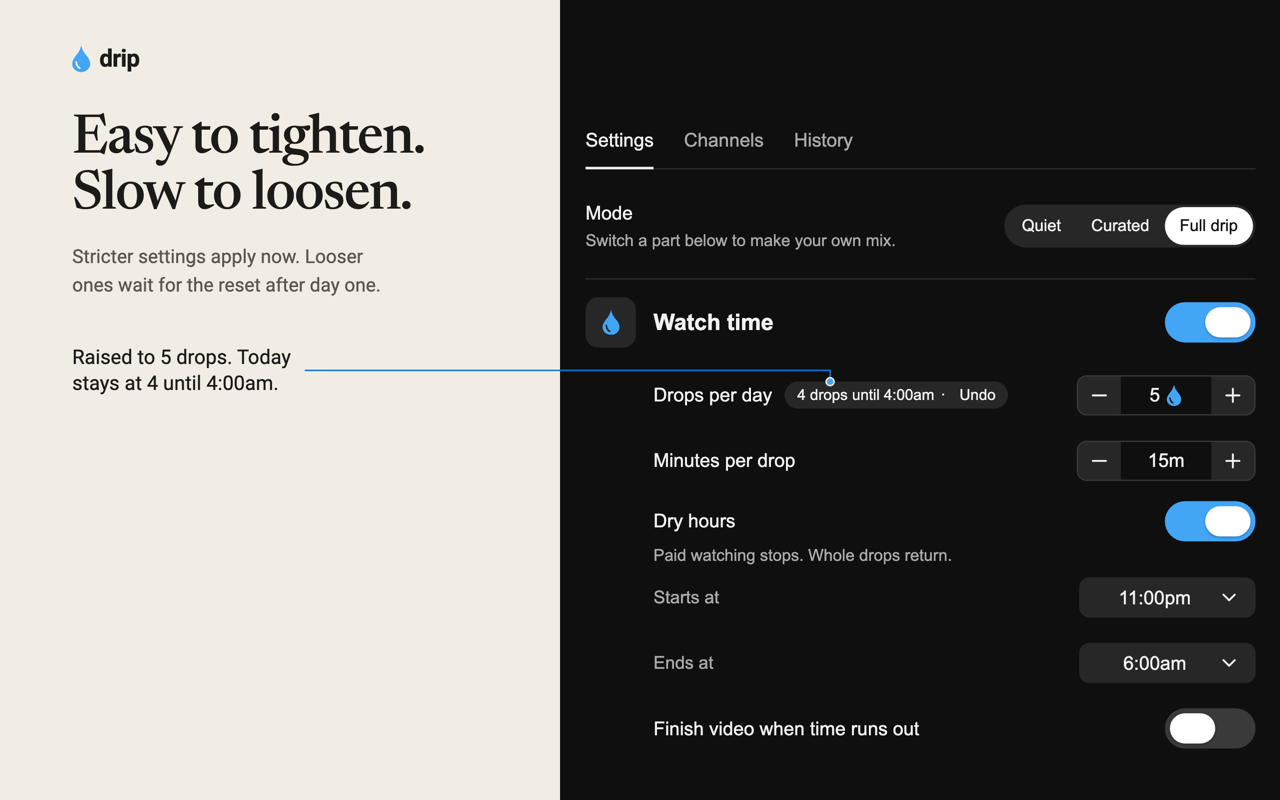 drip
Easy to tighten.
Slow to loosen.
Stricter settings apply now. Looser
ones wait for the reset after day one.
Raised to 5 drops. Today
stays at 4 until 4:00am.
Settings Channels History
Mode
Switch a part below to make your own mix.
Quiet Curated Full drip
Watch time
Drops per day 4 drops until 4:00am · Undo − 5 +
Minutes per drop − 15m +
Dry hours
Paid watching stops. Whole drops return.
Starts at 11:00pm
Ends at 6:00am
Finish video when time runs out